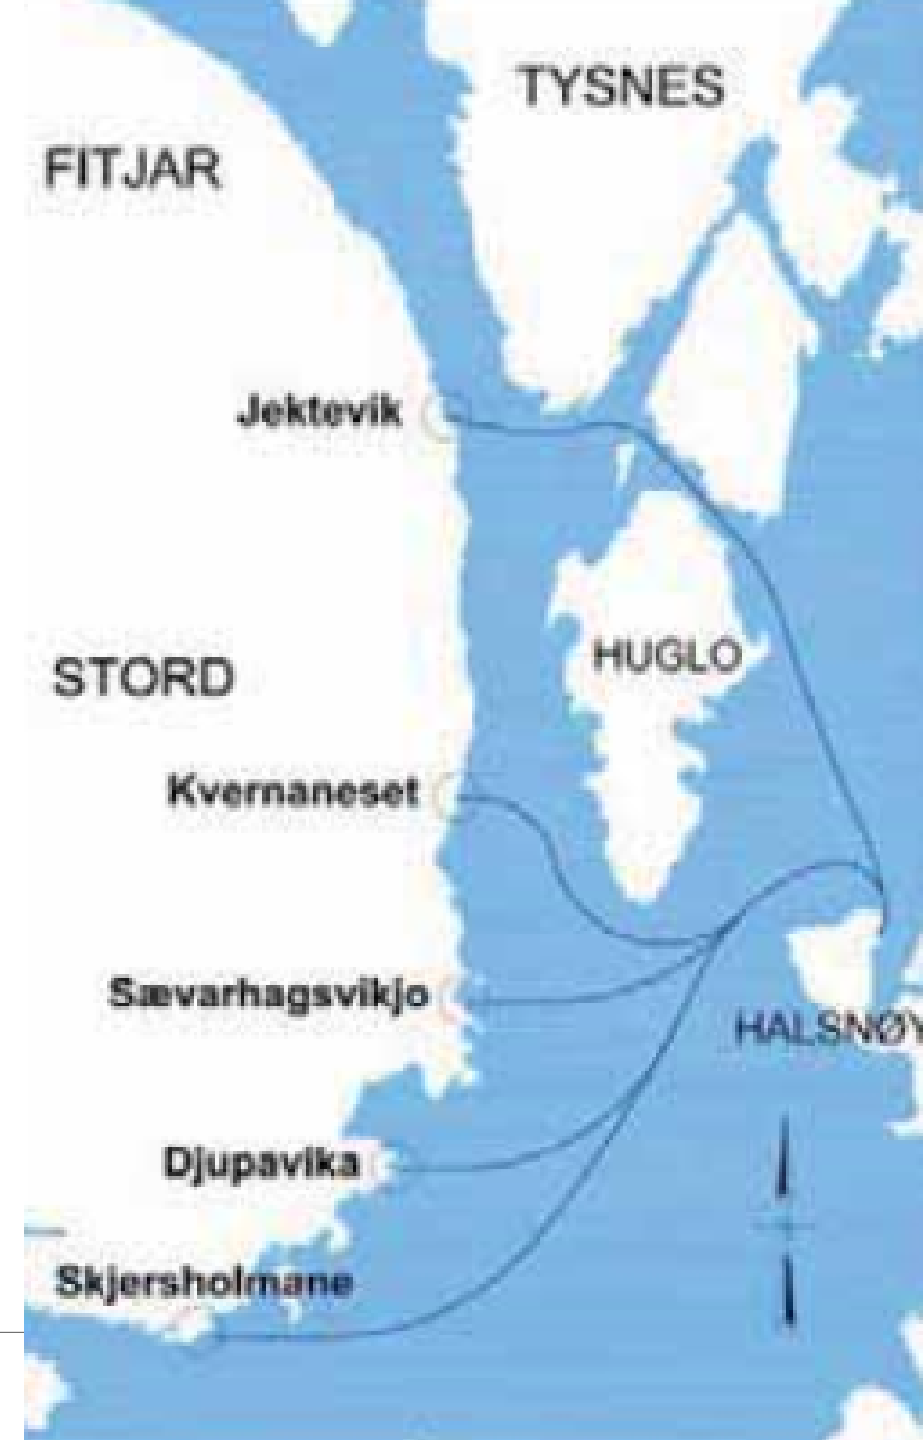 TYSNES
FITJAR
Jektevik
HUGLO
STORD
Kvernaneset
Sævarhagsvikjo
HALSNØY
Djupavika
Skjersholmane